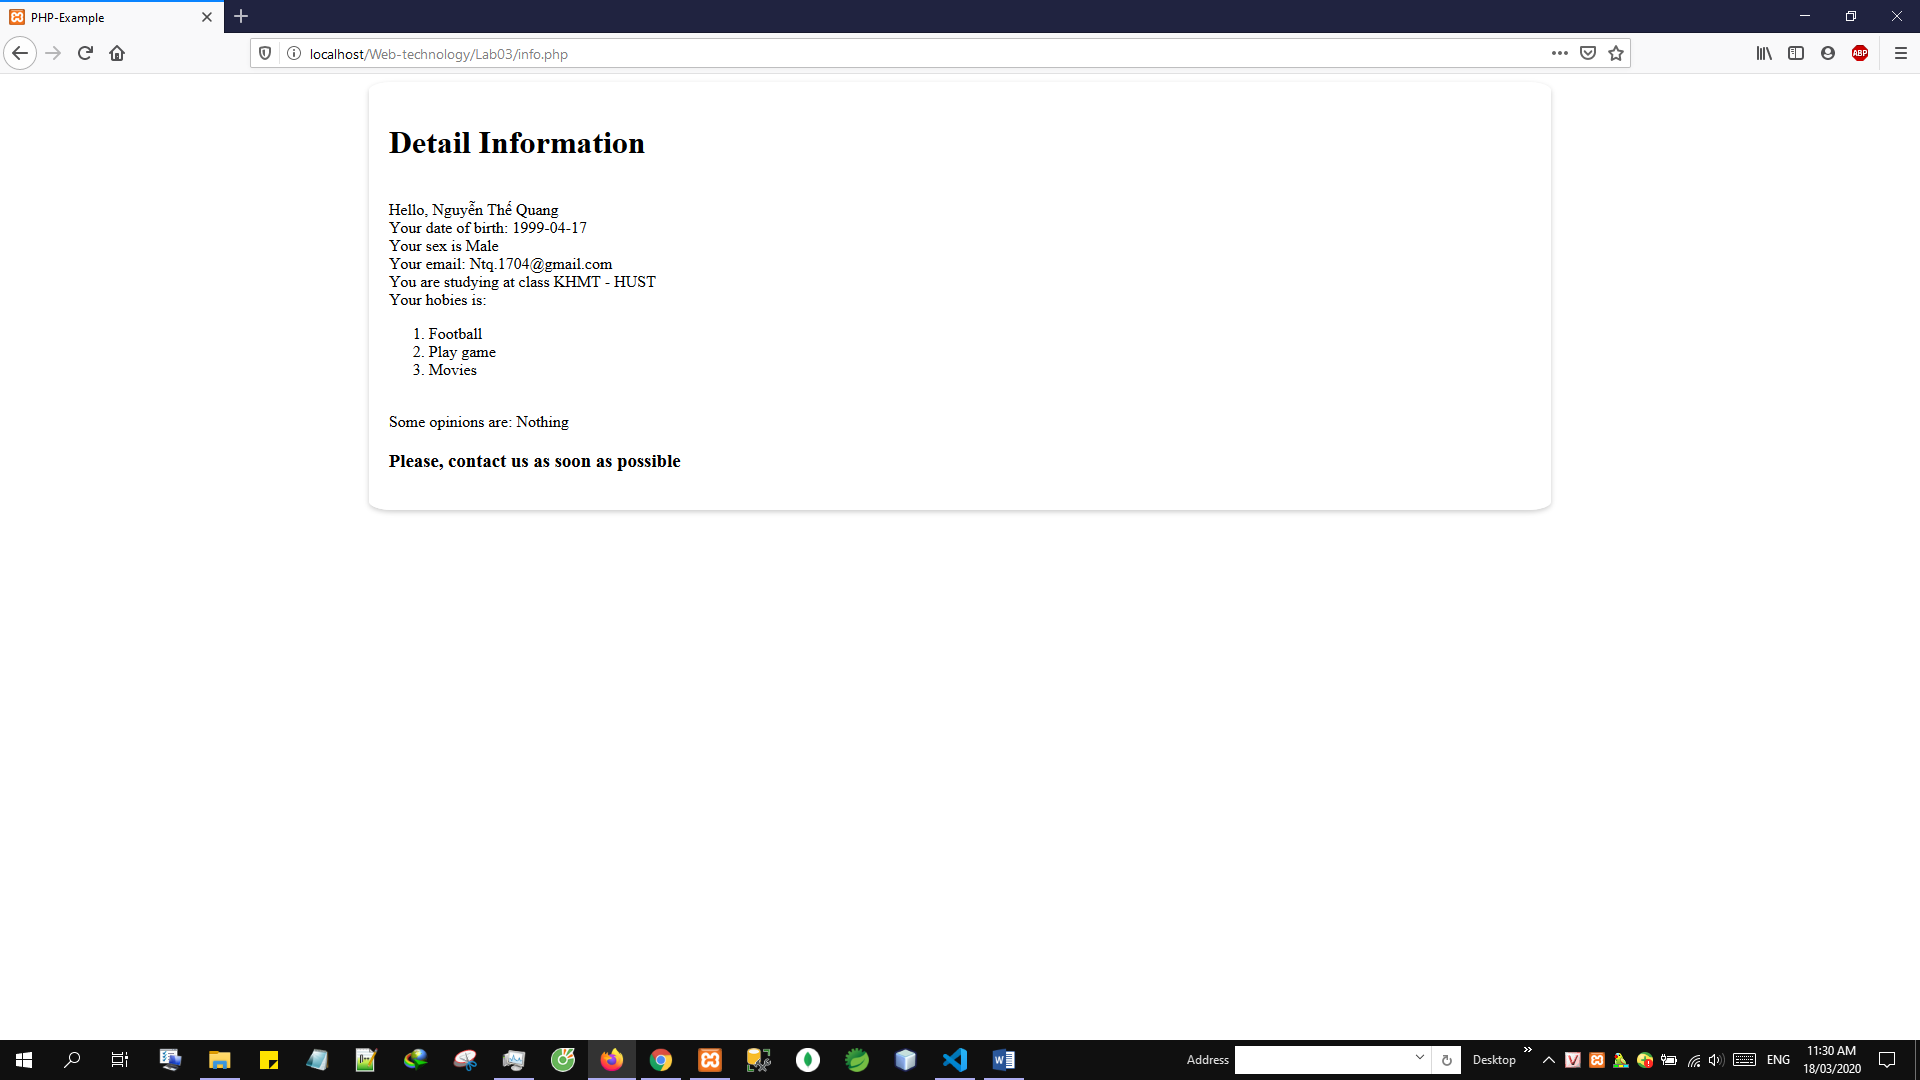 PHP-Example
localhost/Web-technology/Lab03/info.php
ABP
Detail Information
Hello, Nguyễn Thế Quang
Your date of birth: 1999-04-17
Your sex is Male
Your email: Ntq.1704@gmail.com
You are studying at class KHMT - HUST
Your hobies is:
1. Football
2. Play game
3. Movies
Some opinions are: Nothing
Please, contact us as soon as possible
Address
Desktop
ENG
11:30 AM
18/03/2020